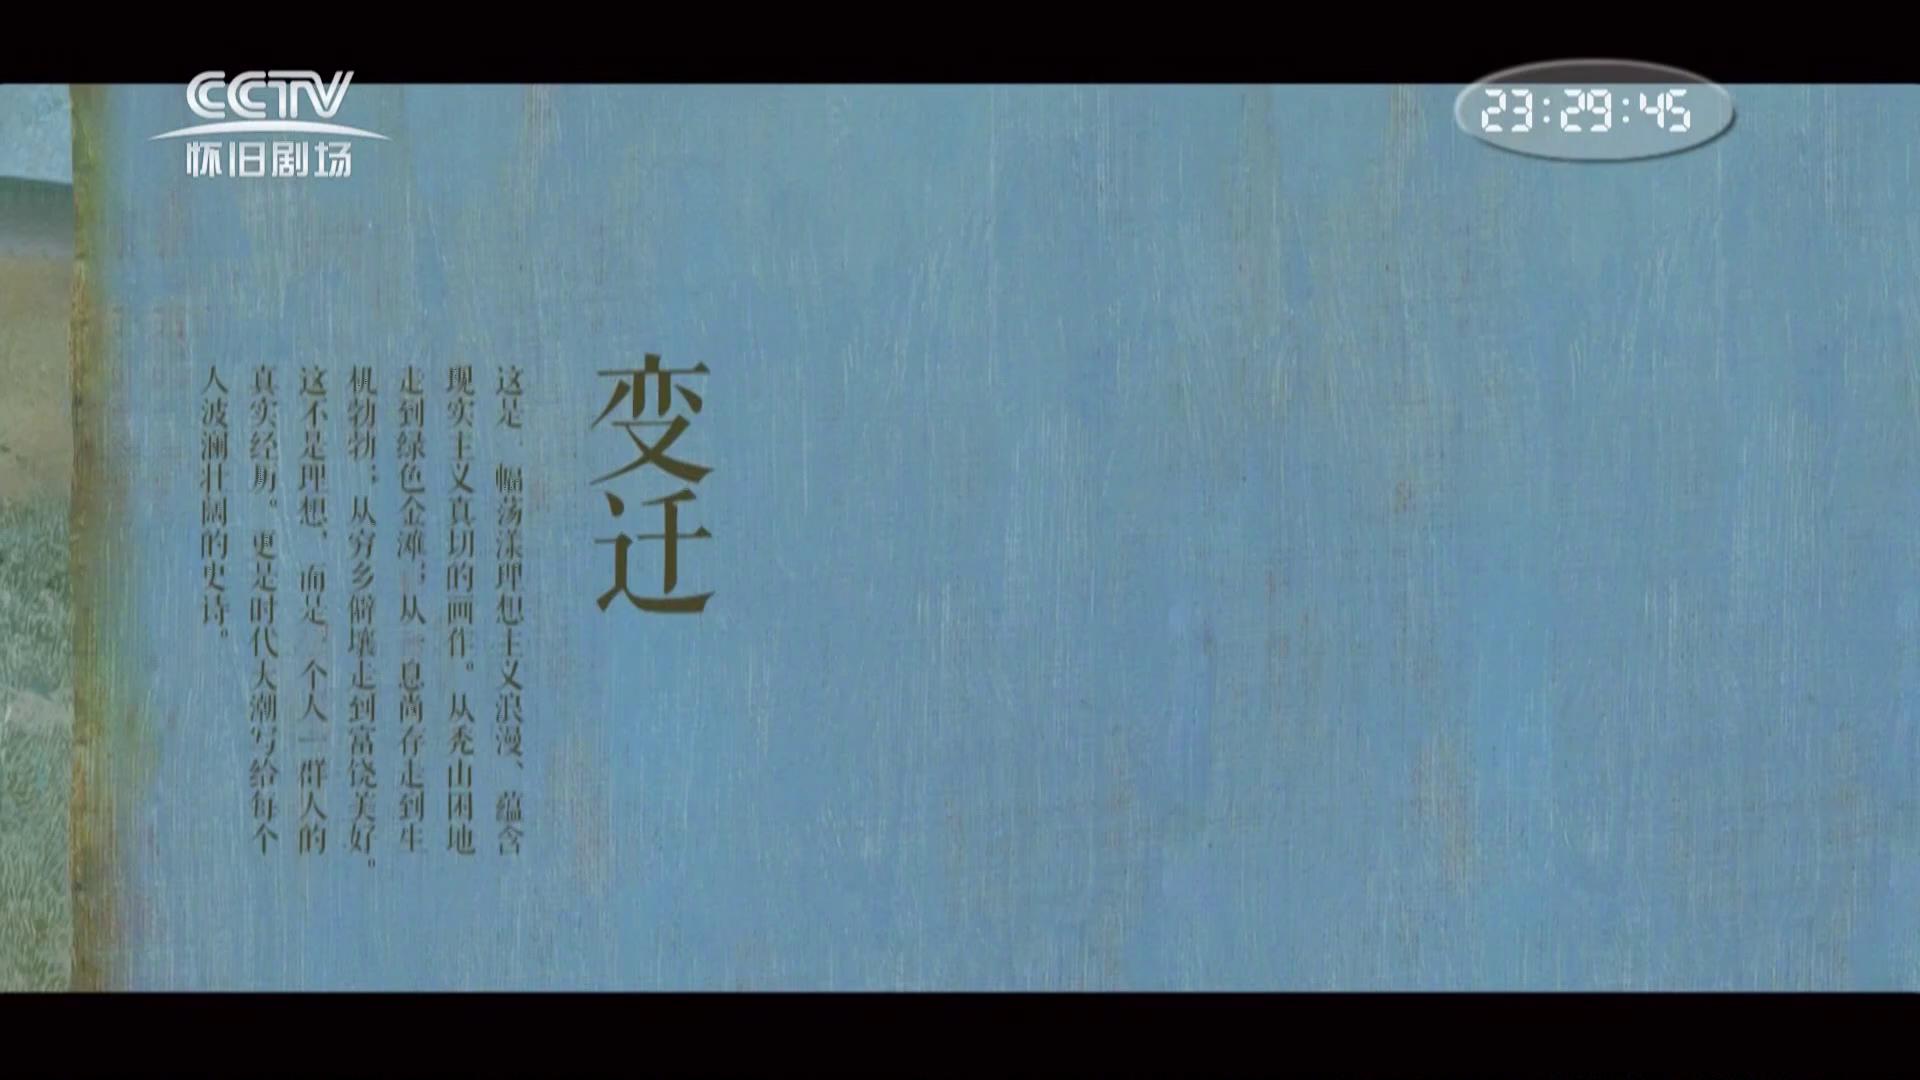 CCTV
怀旧剧场
23:29:45
变迁
这是一幅荡漾理想主义浪漫、蕴含
现实主义真切的画作。从秃山困地
走到绿色金滩；从一息尚存走到生
机勃勃；从穷乡僻壤走到富饶美好。
这不是理想、而是一个人一群人的
真实经历。更是时代大潮写给每个
人波澜壮阔的史诗。